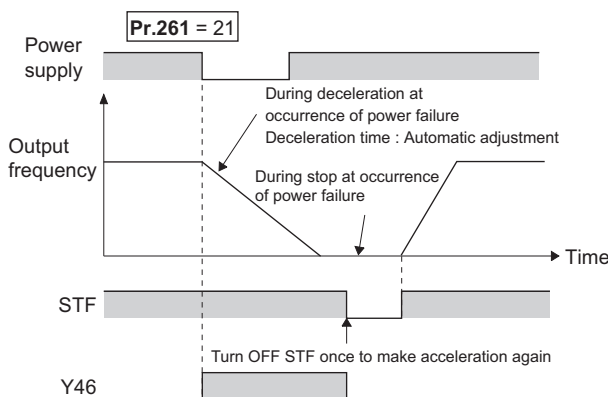 Pr.261 = 21
Power
supply
During deceleration at
occurrence of power failure
Deceleration time : Automatic adjustment
Output
frequency
During stop at occurrence
of power failure
Time
STF
Turn OFF STF once to make acceleration again
Y46